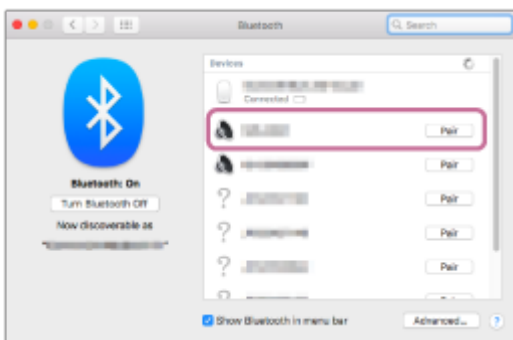 Bluetooth
Search
Devices
Connected
Pair
Pair
Bluetooth: On
Turn Bluetooth Off
Pair
Now discoverable as
Pair
Pair
Show Bluetooth in menu bar
Advanced...
?